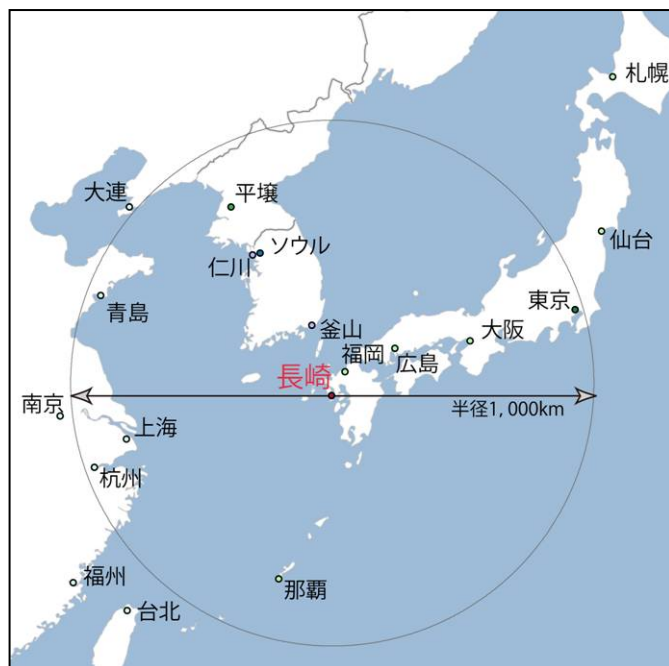 札幌
大連
平壌
仙台
ソウル
仁川
青島
東京
釜山
大阪
福岡
広島
長崎
南京
半径1,000km
上海
杭州
福州
那覇
台北